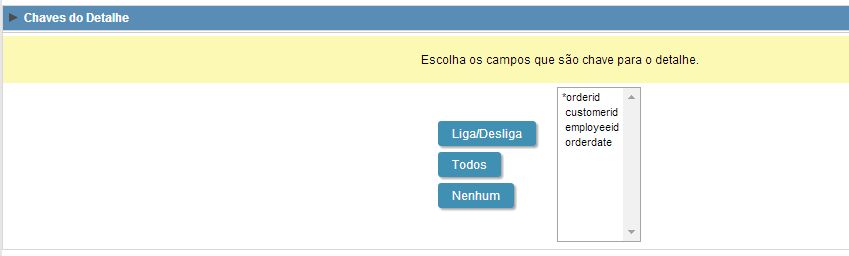 Chaves do Detalhe
Escolha os campos que são chave para o detalhe.
*orderid
customerid
employeeid
orderdate
Liga/Desliga
Todos
Nenhum